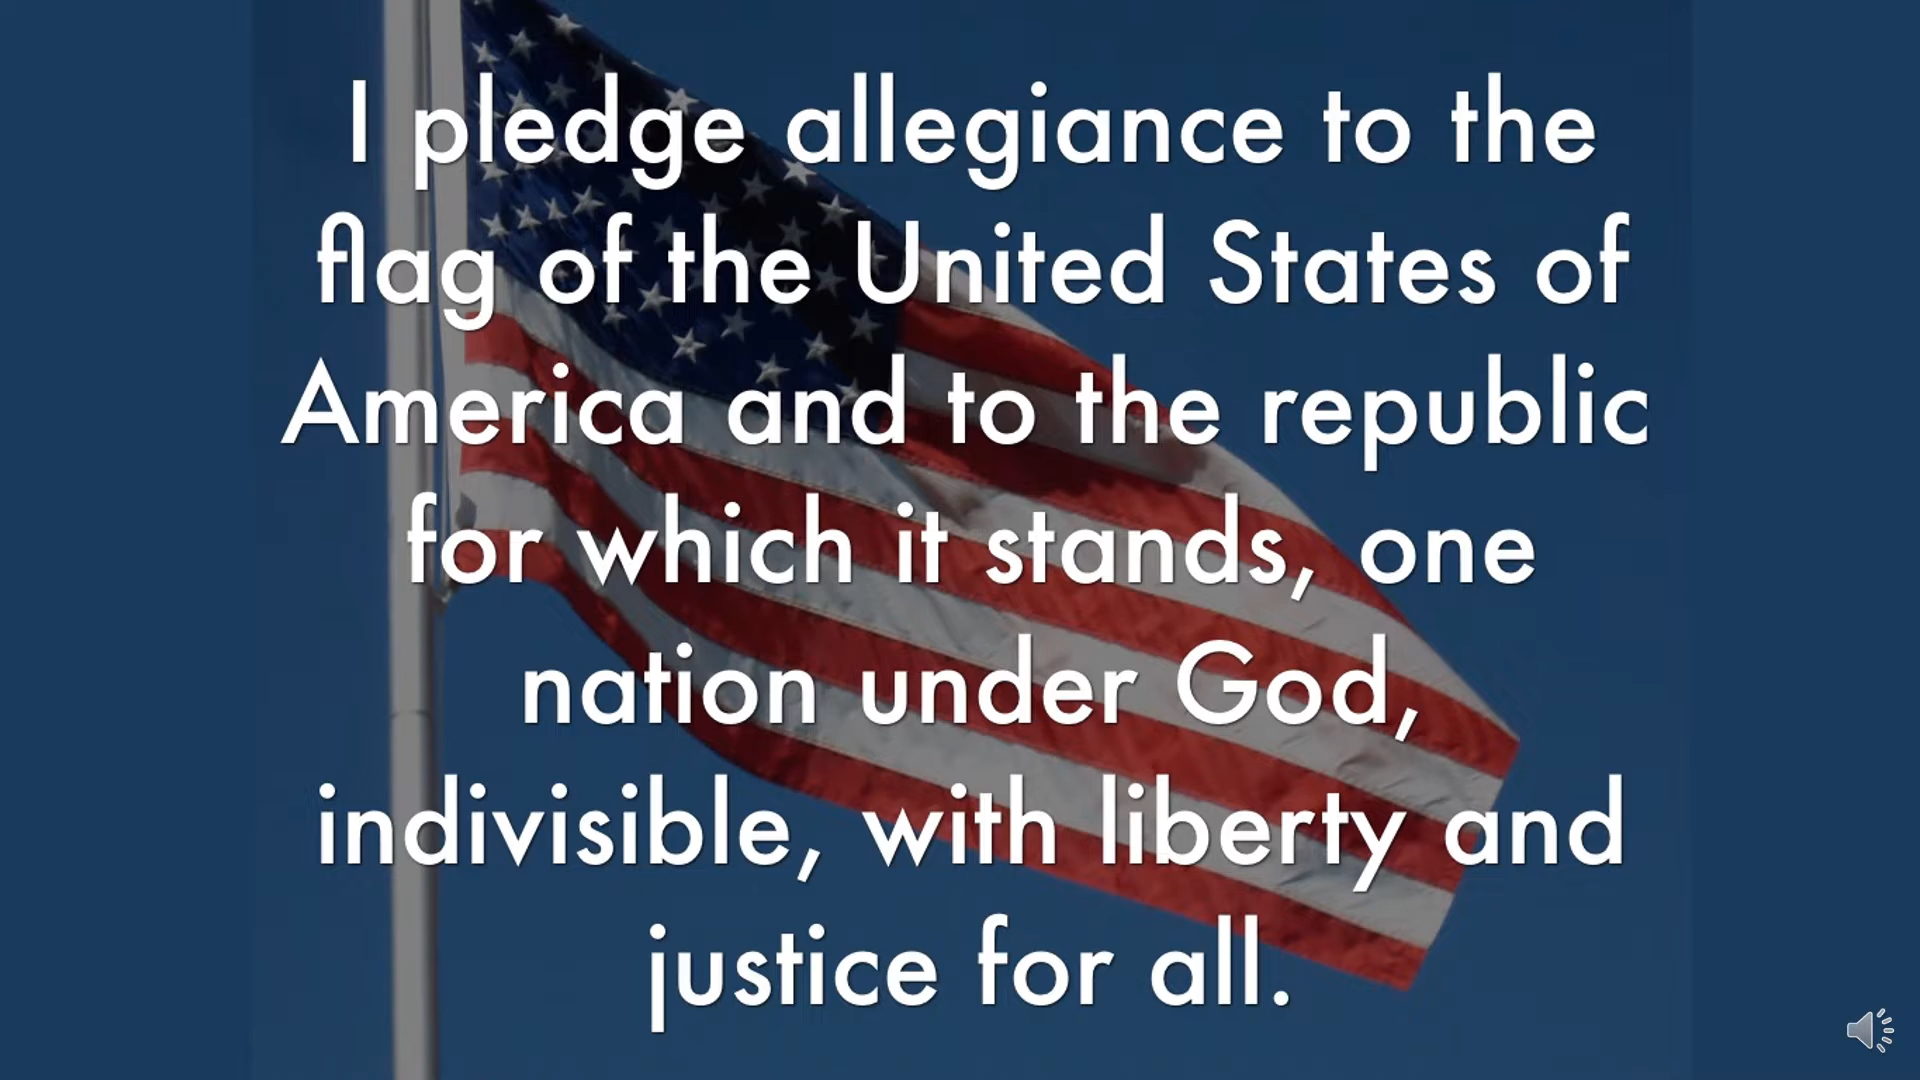 I pledge allegiance to the
flag of the United States of
America and to the republic
for which it stands, one
nation under God,
indivisible, with liberty and
justice for all.